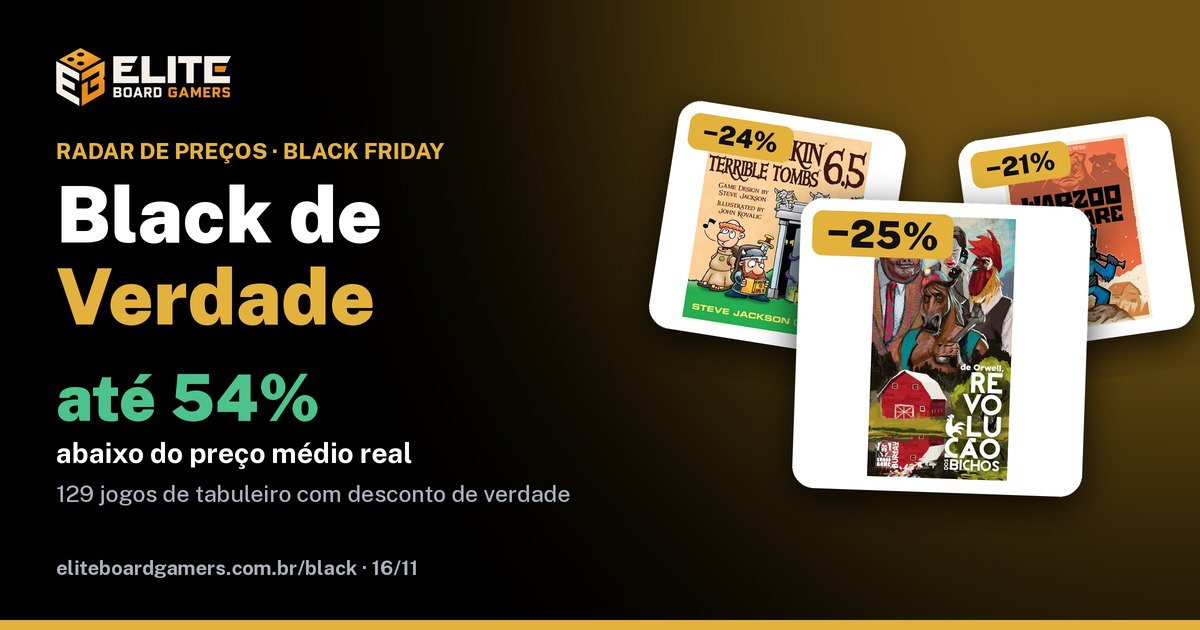 ELITE
BOARD GAMERS
RADAR DE PREÇOS · BLACK FRIDAY
Black de
Verdade
até 54%
abaixo do preço médio real
129 jogos de tabuleiro com desconto de verdade
eliteboardgamers.com.br/black · 16/11
−24%
KIN 6.5
TERRIBLE TOMBS
GAME DESIGN BY
STEVE JACKSON
ILLUSTRATED BY
JOHN KOVALIC
STEVE JACKSON
−21%
WARZOO
−25%
de Orwell,
RE
VO
LU
ÇÃO
DOS BICHOS